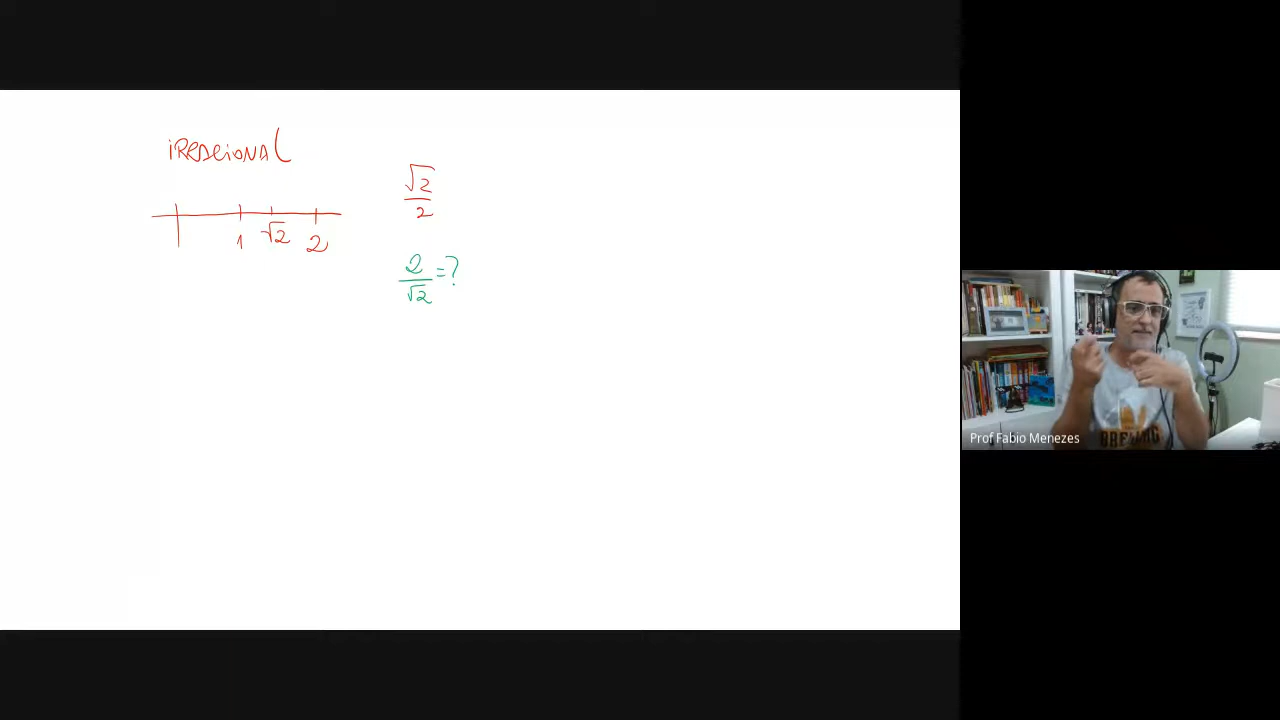 irracional
√2
2
1 √2 2
2 =?
√2
Prof Fabio Menezes